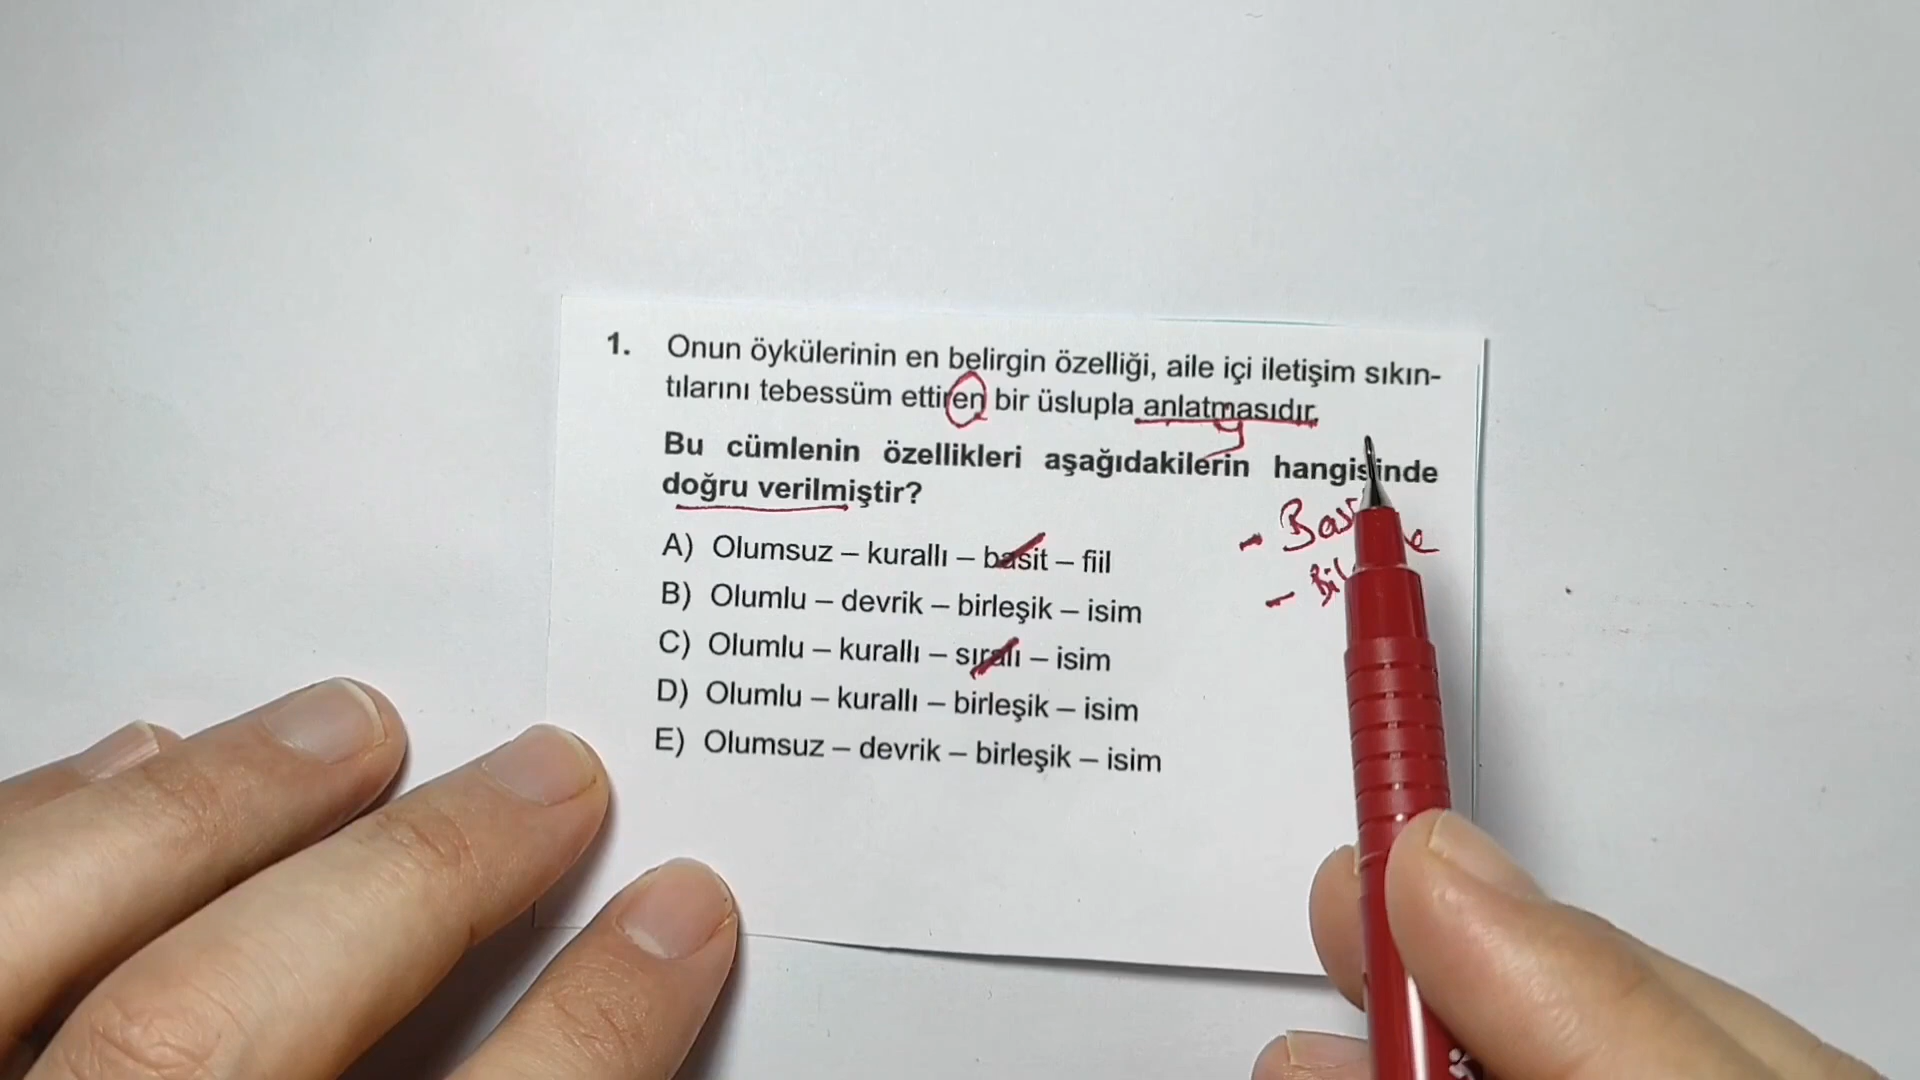 1. Onun öykülerinin en belirgin özelliği, aile içi iletişim sıkın-
tılarını tebessüm ettiren bir üslupla anlatmasıdır.
Bu cümlenin özellikleri aşağıdakilerin hangisinde
doğru verilmiştir?
A) Olumsuz – kurallı – basit – fiil
B) Olumlu – devrik – birleşik – isim
C) Olumlu – kurallı – sıralı – isim
D) Olumlu – kurallı – birleşik – isim
E) Olumsuz – devrik – birleşik – isim